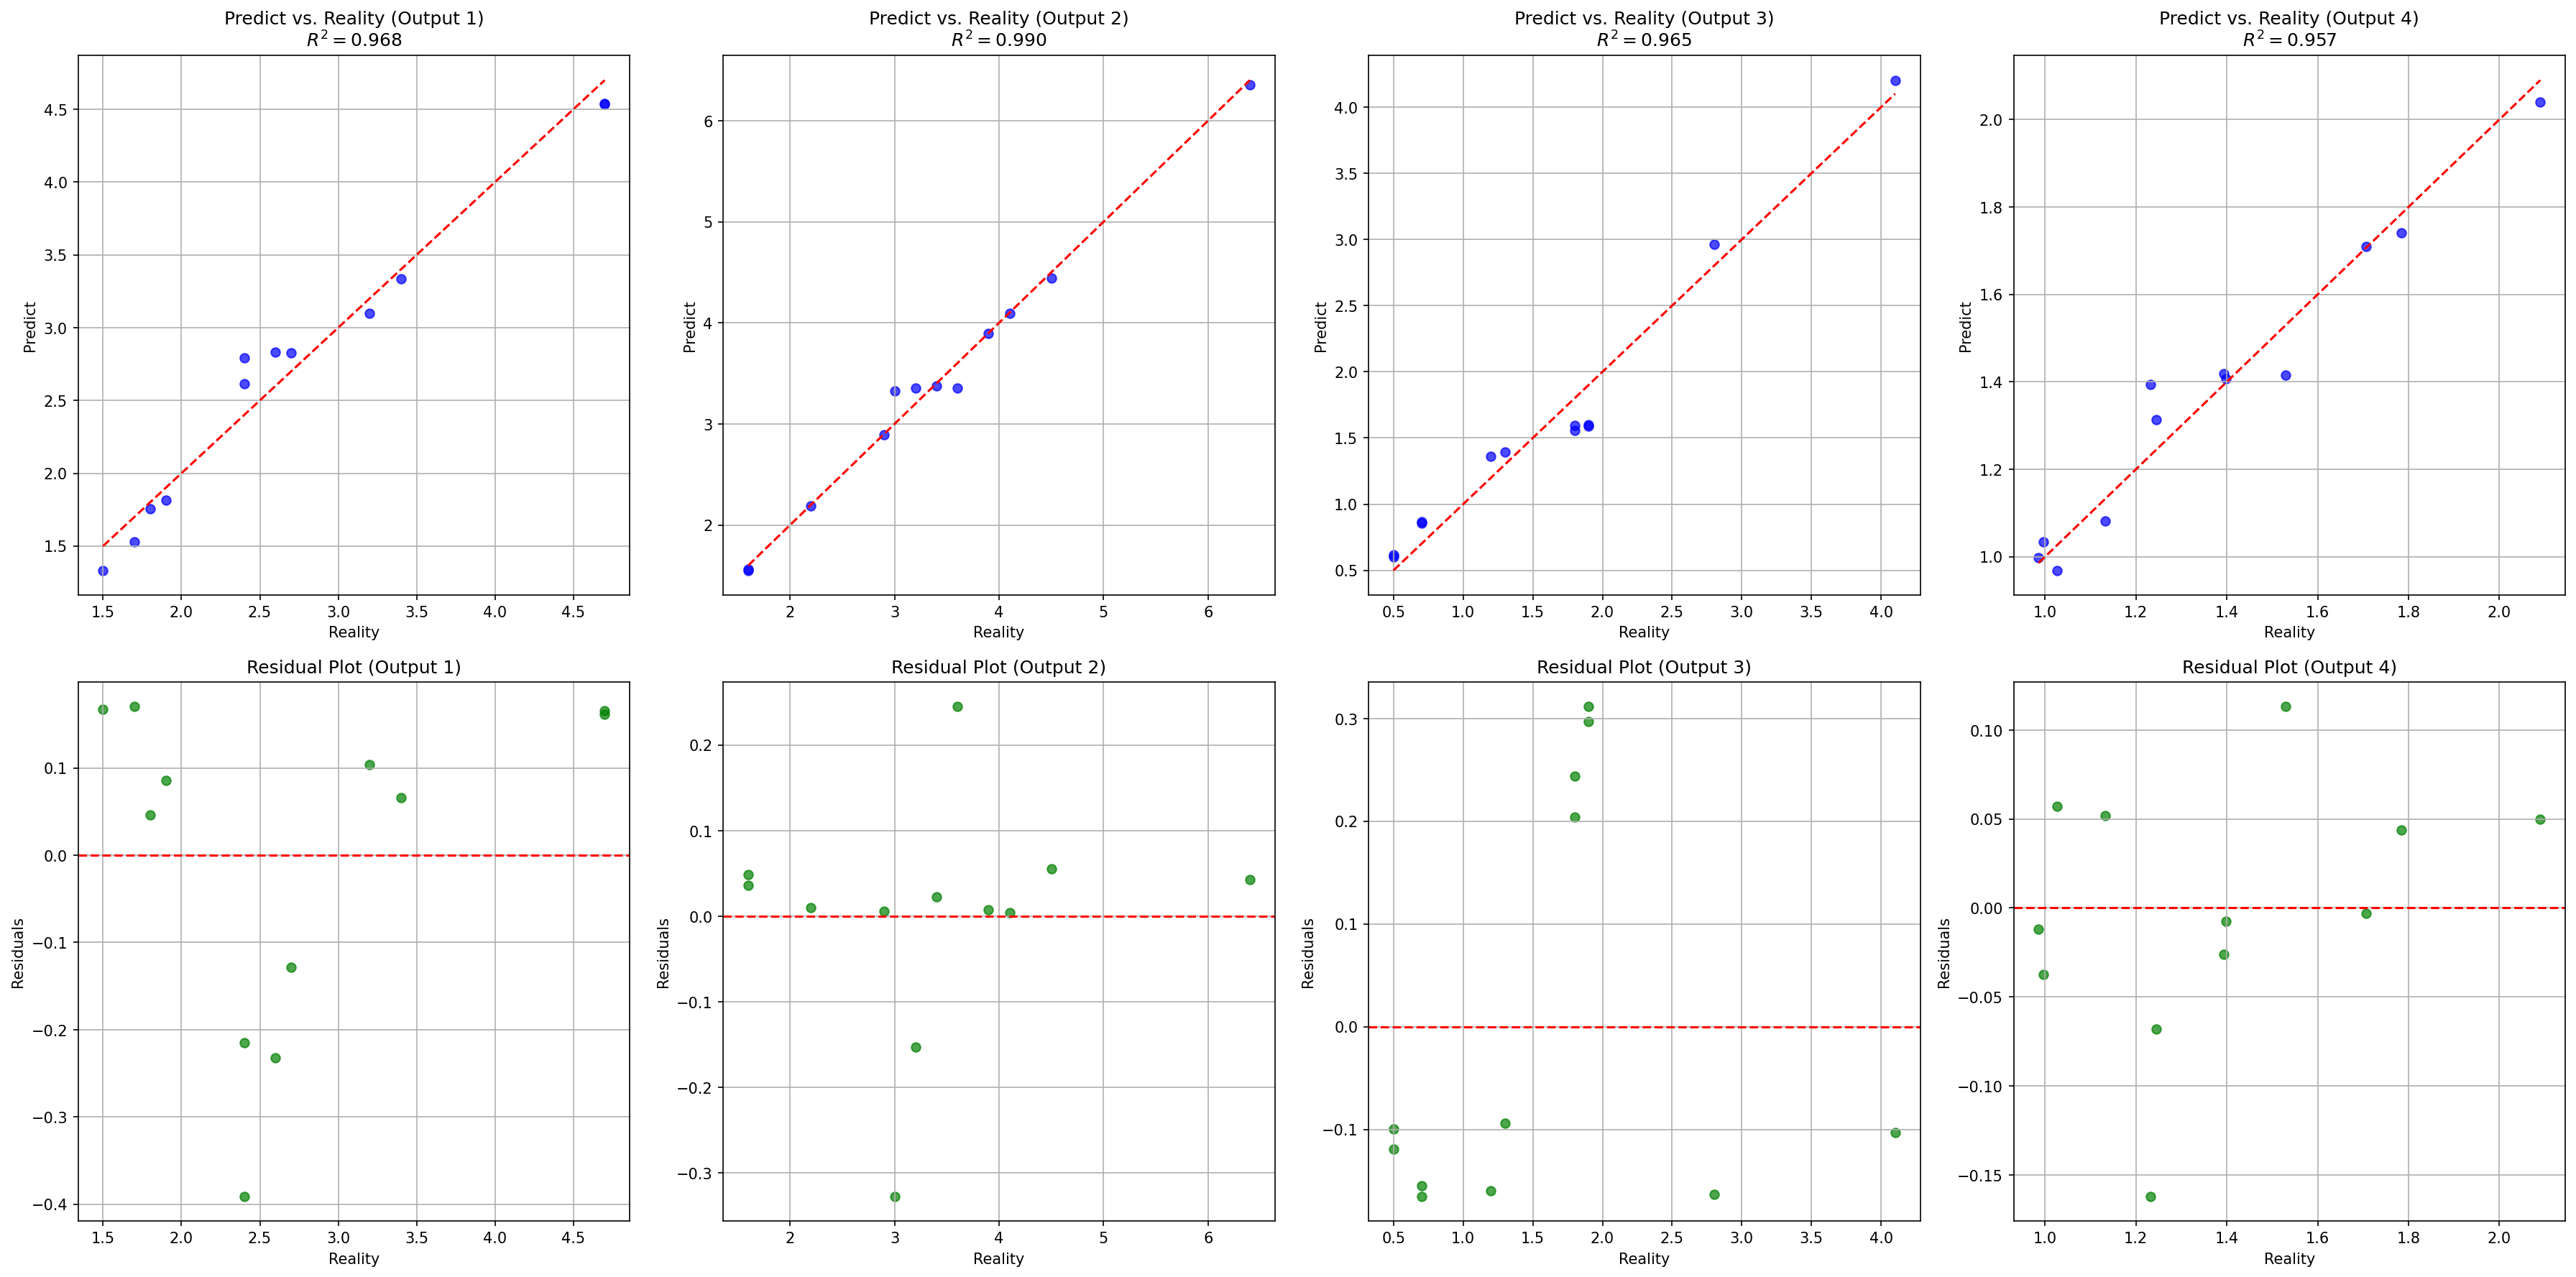 Predict vs. Reality (Output 1)
R² = 0.968
Predict
4.5
4.0
3.5
3.0
2.5
2.0
1.5
1.5 2.0 2.5 3.0 3.5 4.0 4.5
Reality
Predict vs. Reality (Output 2)
R² = 0.990
Predict
6
5
4
3
2
2 3 4 5 6
Reality
Predict vs. Reality (Output 3)
R² = 0.965
Predict
4.0
3.5
3.0
2.5
2.0
1.5
1.0
0.5
0.5 1.0 1.5 2.0 2.5 3.0 3.5 4.0
Reality
Predict vs. Reality (Output 4)
R² = 0.957
Predict
2.0
1.8
1.6
1.4
1.2
1.0
1.0 1.2 1.4 1.6 1.8 2.0
Reality
Residual Plot (Output 1)
Residuals
0.1
0.0
−0.1
−0.2
−0.3
−0.4
1.5 2.0 2.5 3.0 3.5 4.0 4.5
Reality
Residual Plot (Output 2)
Residuals
0.2
0.1
0.0
−0.1
−0.2
−0.3
2 3 4 5 6
Reality
Residual Plot (Output 3)
Residuals
0.3
0.2
0.1
0.0
−0.1
0.5 1.0 1.5 2.0 2.5 3.0 3.5 4.0
Reality
Residual Plot (Output 4)
Residuals
0.10
0.05
0.00
−0.05
−0.10
−0.15
1.0 1.2 1.4 1.6 1.8 2.0
Reality